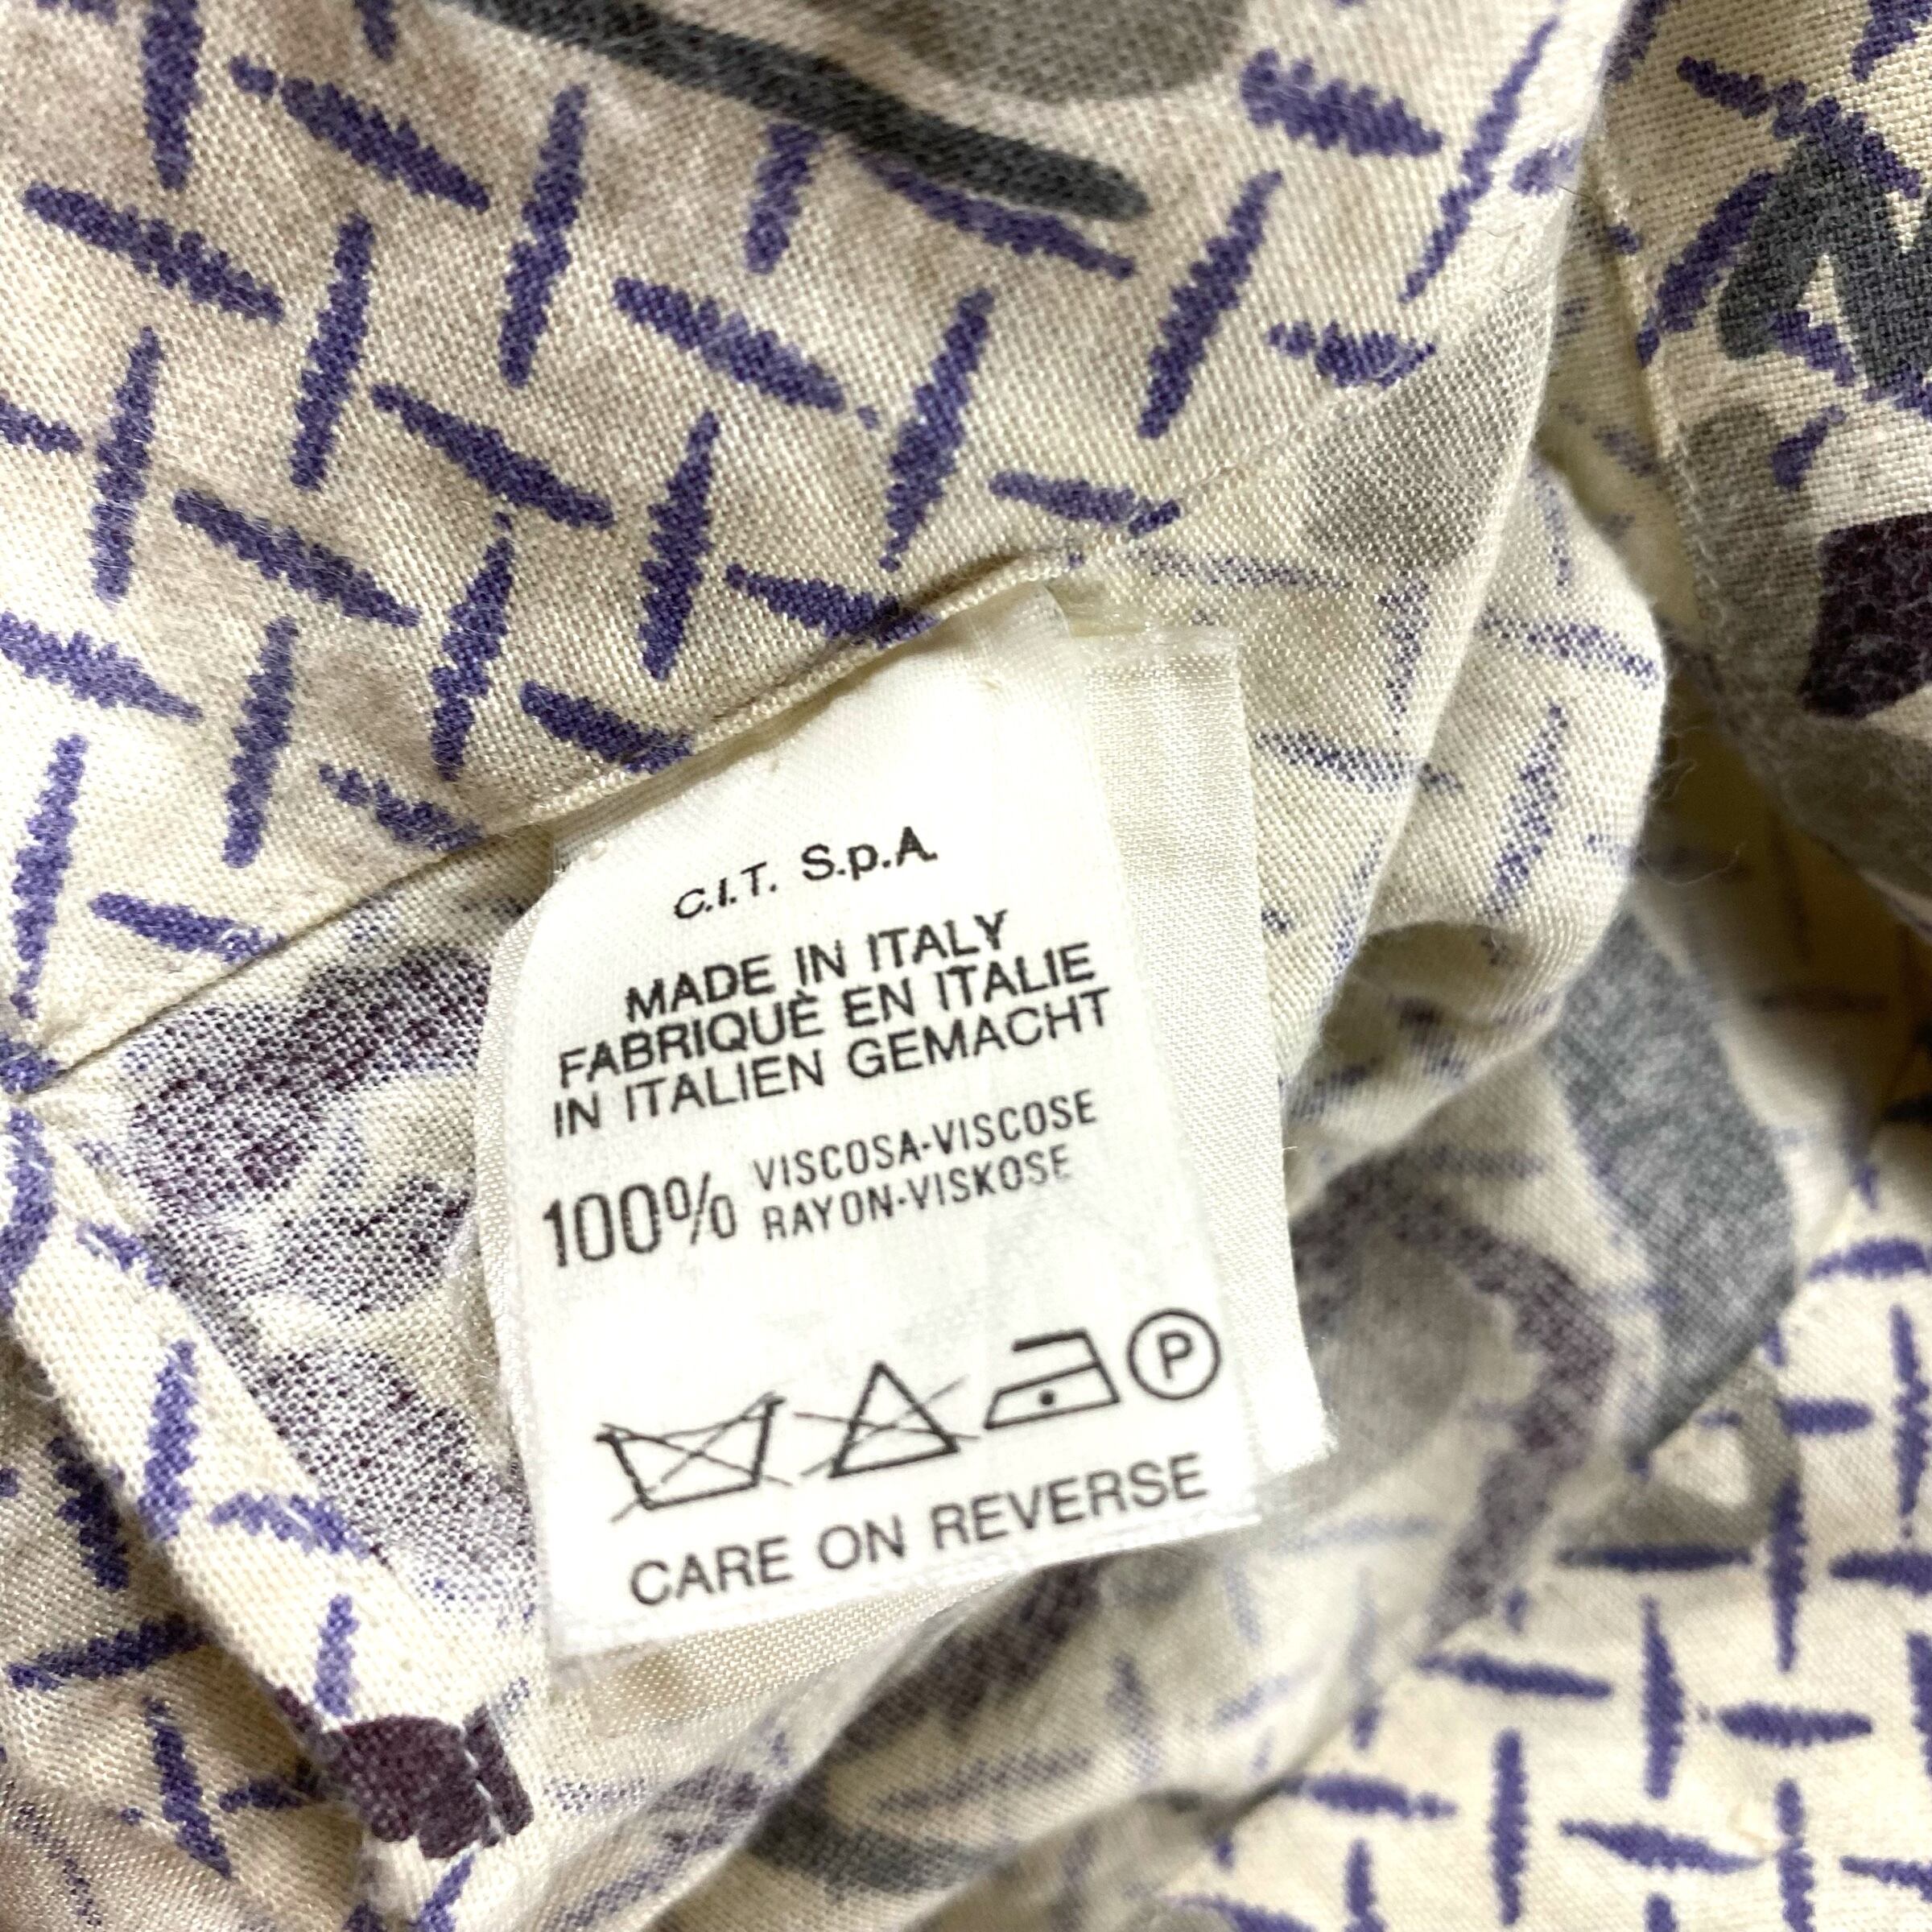 C.I.T. S.p.A.
MADE IN ITALY
FABRIQUÈ EN ITALIE
IN ITALIEN GEMACHT
100% VISCOSA-VISCOSE
RAYON-VISKOSE
P
CARE ON REVERSE